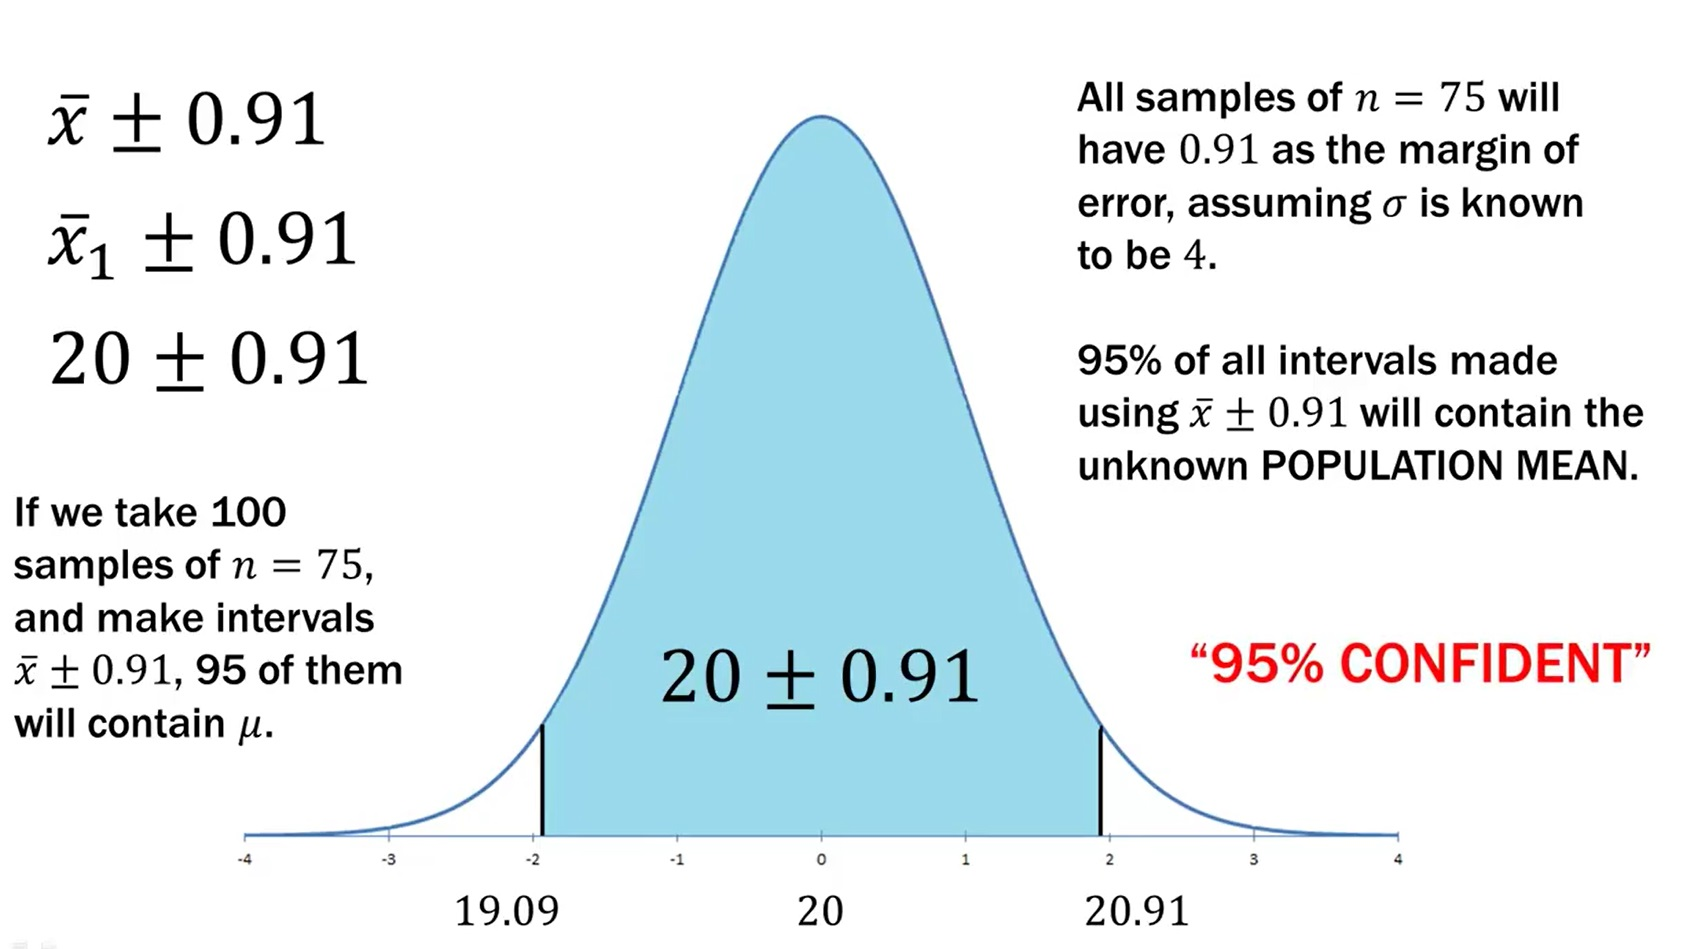 x̄ ± 0.91
x̄₁ ± 0.91
20 ± 0.91
If we take 100
samples of n = 75,
and make intervals
x̄ ± 0.91, 95 of them
will contain μ.
All samples of n = 75 will
have 0.91 as the margin of
error, assuming σ is known
to be 4.
95% of all intervals made
using x̄ ± 0.91 will contain the
unknown POPULATION MEAN.
“95% CONFIDENT”
20 ± 0.91
-4 -3 -2 -1 0 1 2 3 4
19.09 20 20.91